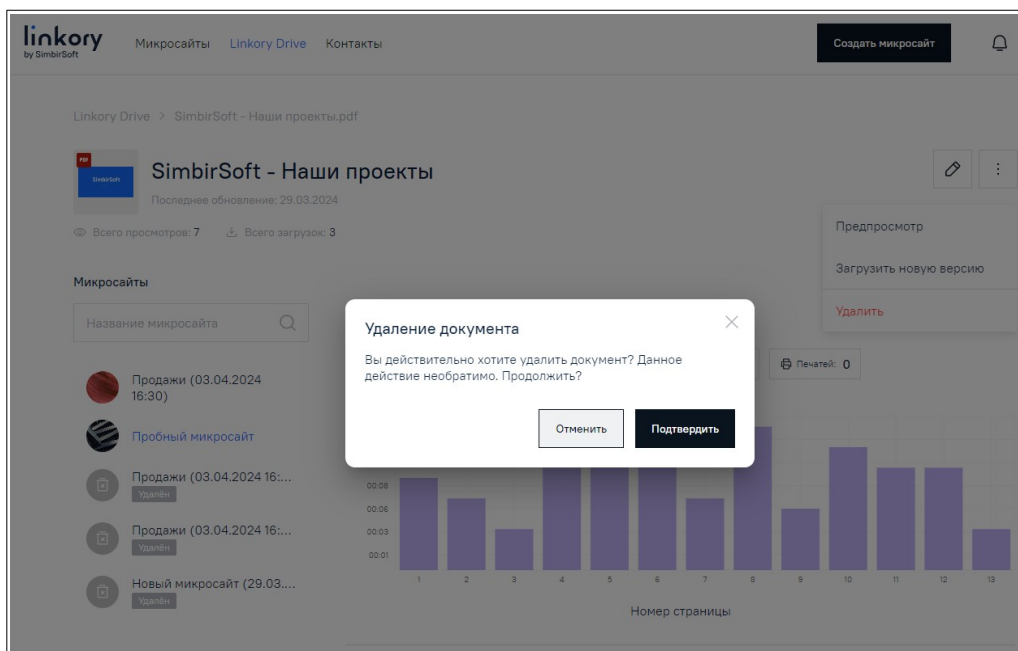 linkory
by SimbirSoft
Микросайты Linkory Drive Контакты
Создать микросайт
Linkory Drive > SimbirSoft - Наши проекты.pdf
PDF
SimbirSoft
SimbirSoft - Наши проекты
Последнее обновление: 29.03.2024
Всего просмотров: 7 Всего загрузок: 3
Предпросмотр
Загрузить новую версию
Удалить
Микросайты
Название микросайта
Продажи (03.04.2024
16:30)
Пробный микросайт
Продажи (03.04.2024 16:...
Удалён
Продажи (03.04.2024 16:...
Удалён
Новый микросайт (29.03....
Удалён
Удаление документа
Вы действительно хотите удалить документ? Данное
действие необратимо. Продолжить?
Отменить Подтвердить
Печатей: 0
00:08
00:06
00:03
00:01
1 2 3 4 5 6 7 8 9 10 11 12 13
Номер страницы